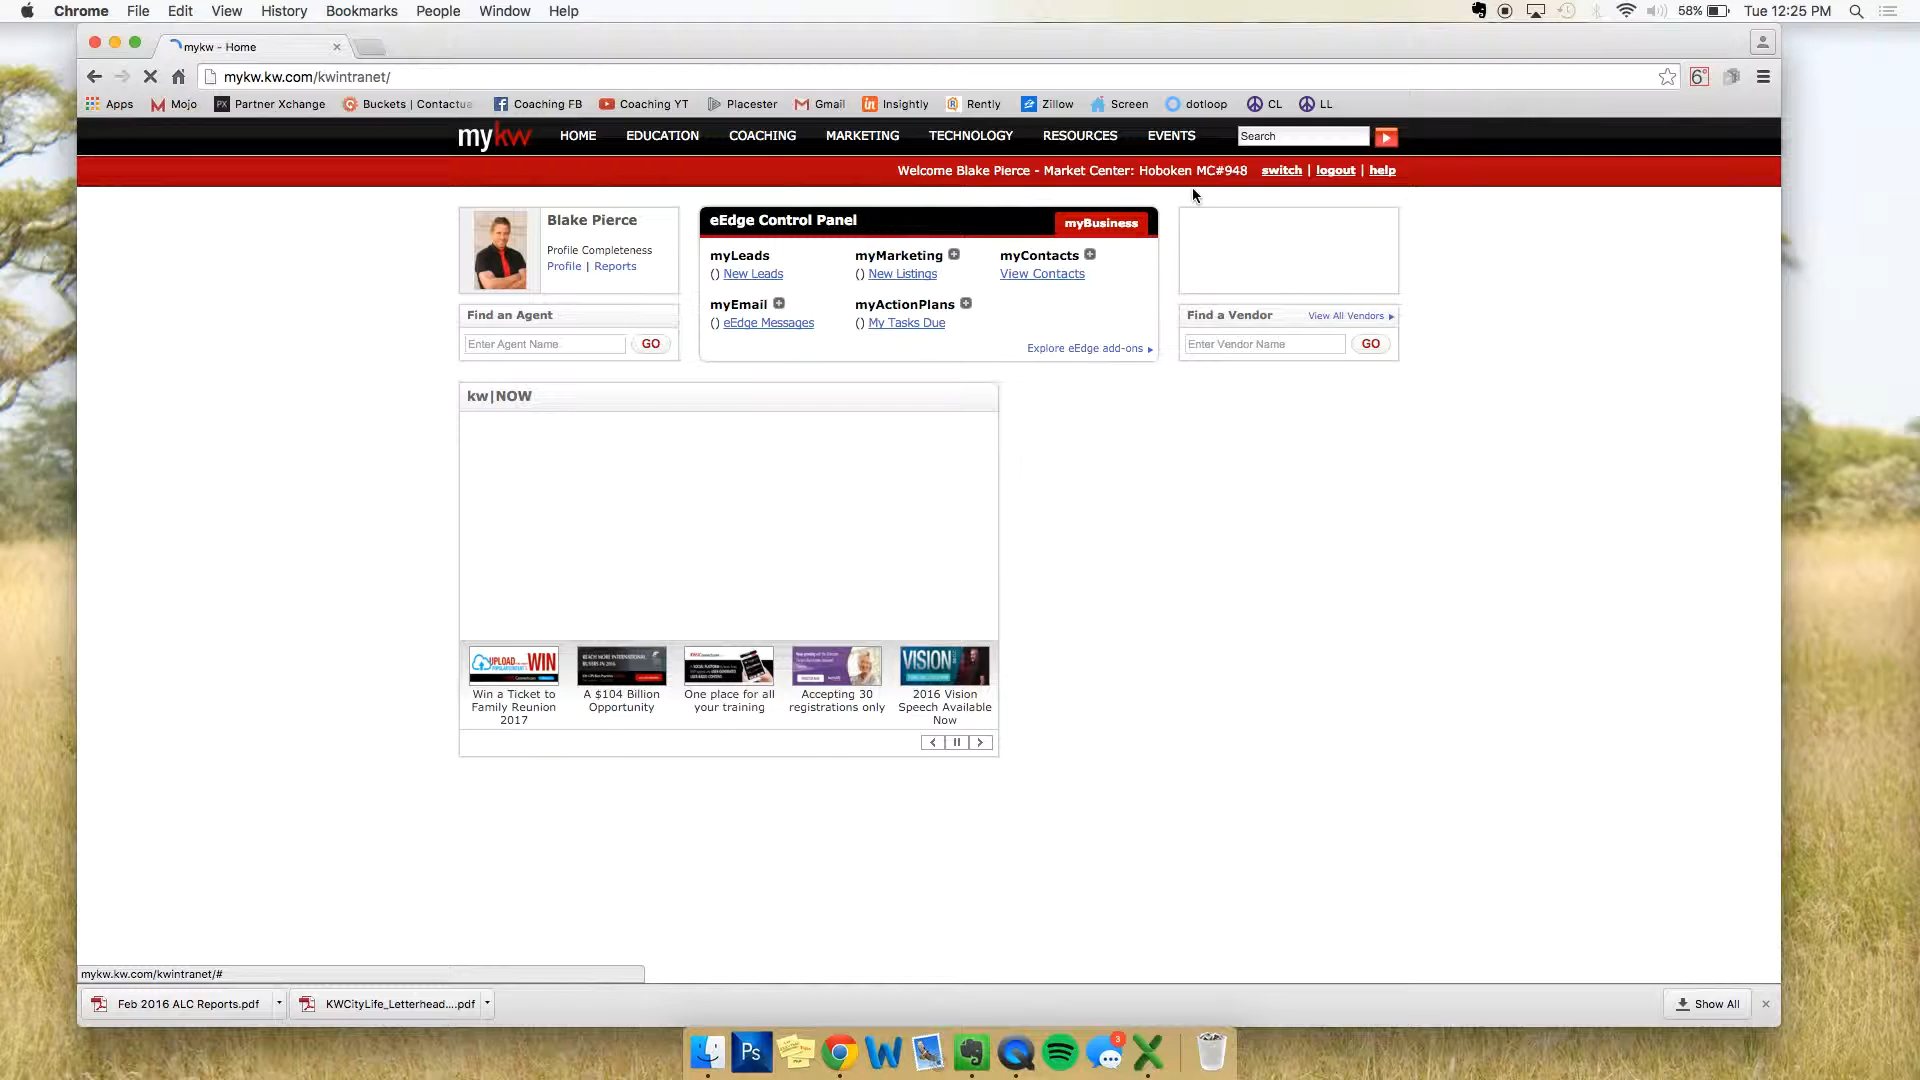 Chrome File Edit View History Bookmarks People Window Help 58% Tue 12:25 PM
mykw - Home
mykw.kw.com/kwintranet/ 6°
Apps Mojo PX Partner Xchange Buckets | Contactua Coaching FB Coaching YT Placester Gmail Insightly Rently Zillow Screen dotloop CL LL
mykw HOME EDUCATION COACHING MARKETING TECHNOLOGY RESOURCES EVENTS Search
Welcome Blake Pierce - Market Center: Hoboken MC#948 switch | logout | help
Blake Pierce
Profile Completeness
Profile | Reports
Find an Agent
Enter Agent Name GO
eEdge Control Panel myBusiness
myLeads myMarketing myContacts
() New Leads () New Listings View Contacts
myEmail myActionPlans
() eEdge Messages () My Tasks Due
Explore eEdge add-ons
Find a Vendor View All Vendors
Enter Vendor Name GO
kw|NOW
UPLOAD WIN
VISION
Win a Ticket to
Family Reunion
2017
A $104 Billion
Opportunity
One place for all
your training
Accepting 30
registrations only
2016 Vision
Speech Available
Now
mykw.kw.com/kwintranet/#
Feb 2016 ALC Reports.pdf KWCityLife_Letterhead....pdf Show All
Ps W 3 X